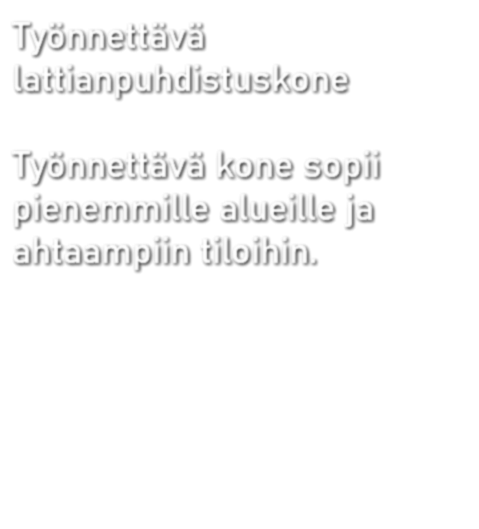 Työnnettävä
lattianpuhdistuskone
Työnnettävä kone sopii
pienemmille alueille ja
ahtaampiin tiloihin.